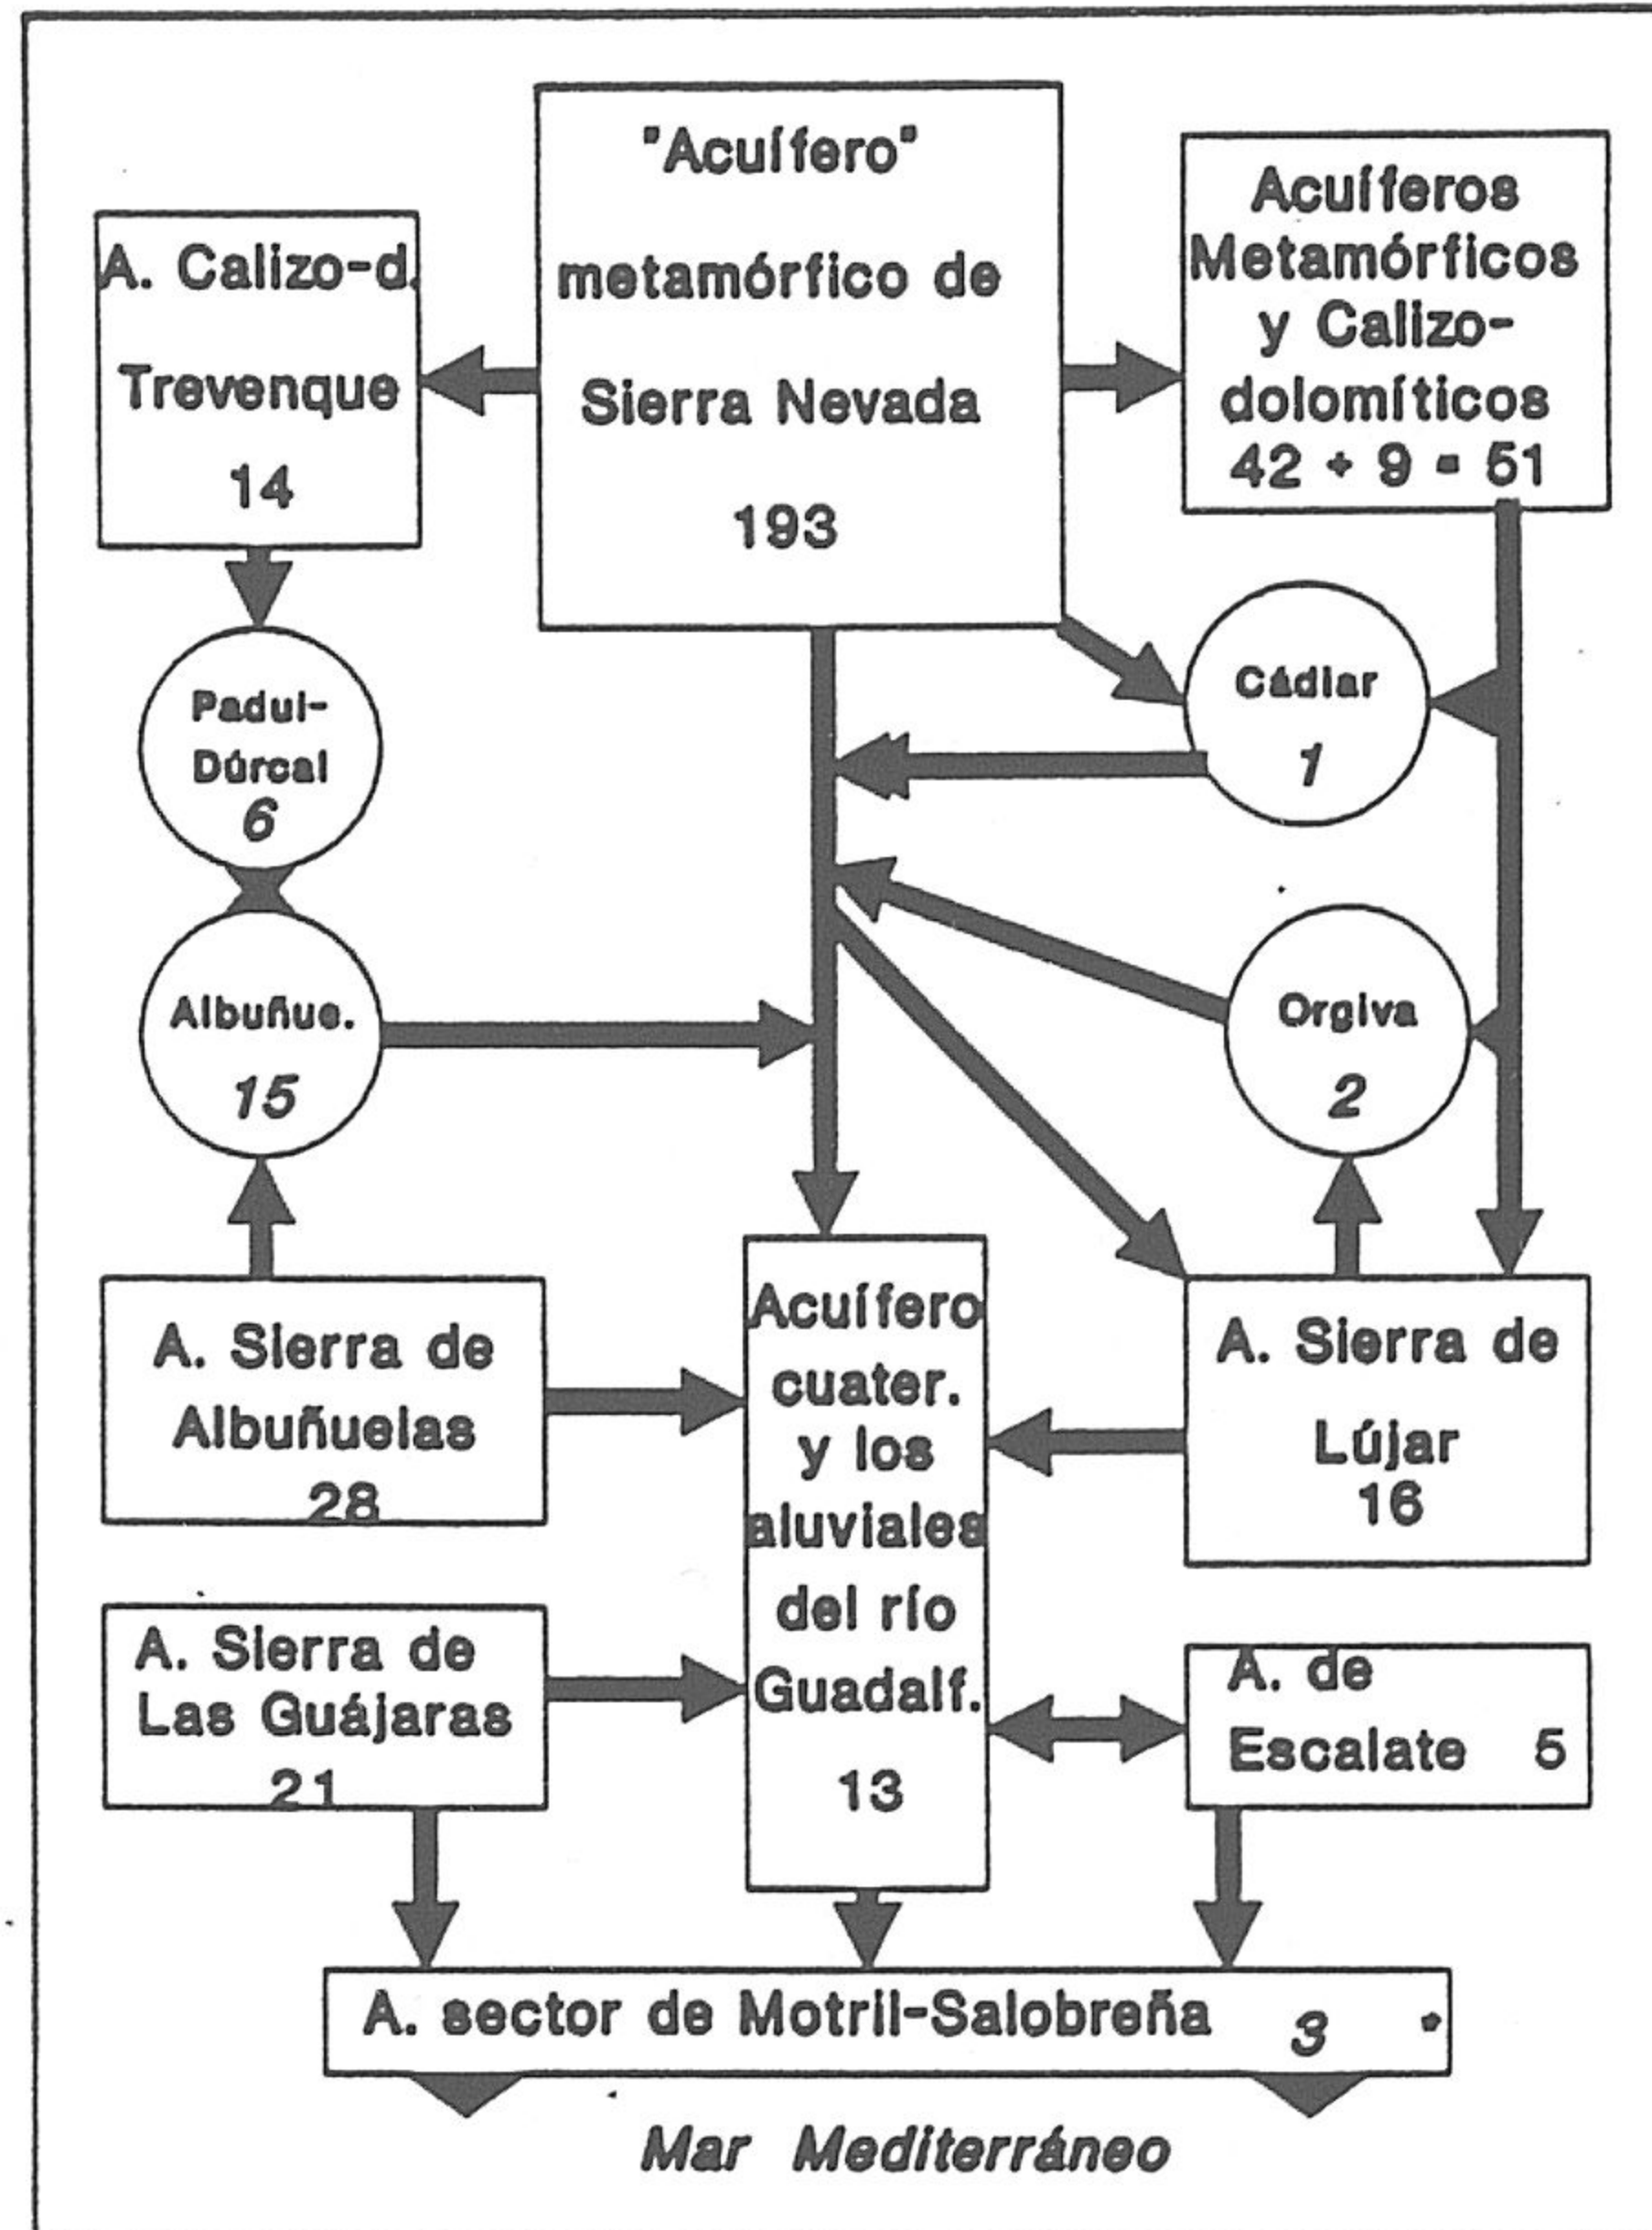 "Acuífero"
metamórfico de
Sierra Nevada
193
A. Calizo-d.
Trevenque
14
Acuíferos
Metamórficos
y Calizo-
dolomíticos
42 + 9 = 51
Padul-
Dúrcal
6
Cádiar
1
Albuñue.
15
Orgiva
2
A. Sierra de
Albuñuelas
28
Acuífero
cuater.
y los
aluviales
del río
Guadalf.
13
A. Sierra de
Lújar
16
A. Sierra de
Las Guájaras
21
A. de
Escalate 5
A. sector de Motril-Salobreña 3 *
Mar Mediterráneo